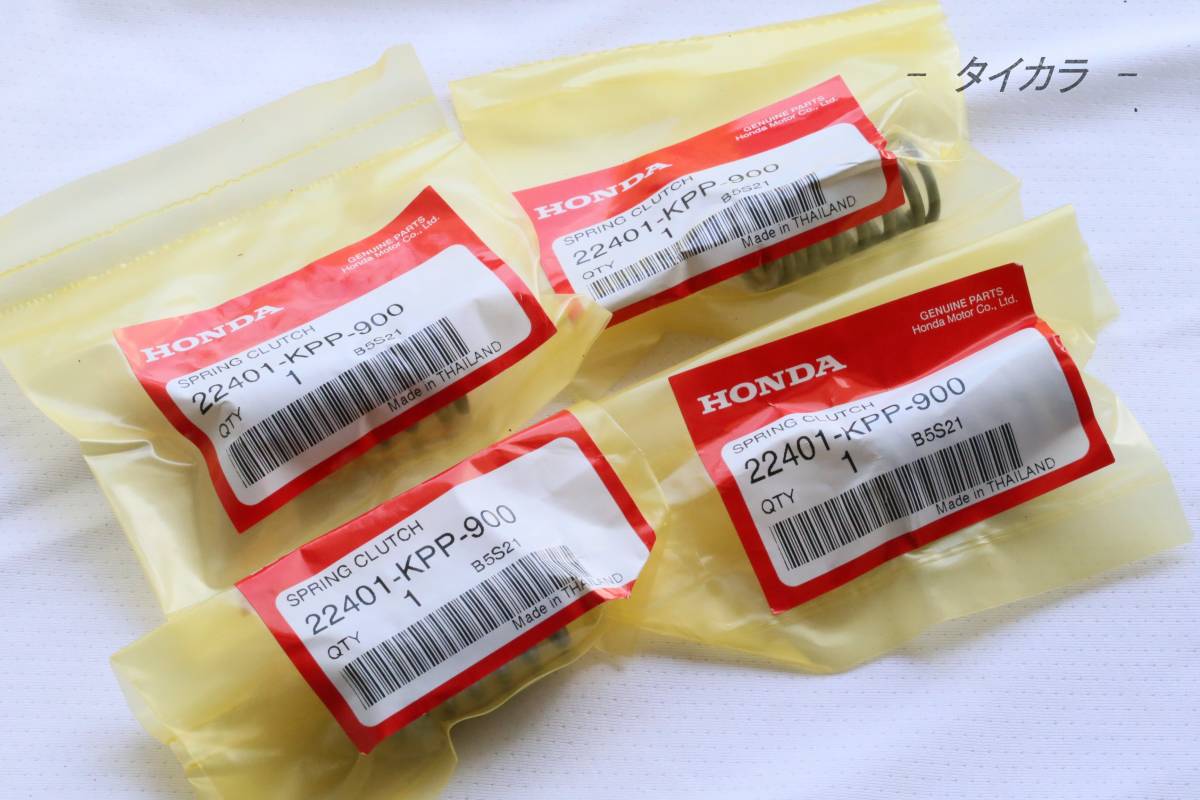 - タイカラ -
GENUINE PARTS
Honda Motor Co., Ltd.
HONDA
SPRING CLUTCH
22401-KPP-900
QTY 1 B5S21
Made in THAILAND
GENUINE PARTS
Honda Motor Co., Ltd.
HONDA
SPRING CLUTCH
22401-KPP-900
QTY 1 B5S21
Made in THAILAND
GENUINE PARTS
Honda Motor Co., Ltd.
HONDA
SPRING CLUTCH
22401-KPP-900
QTY 1 B5S21
Made in THAILAND
SPRING CLUTCH
22401-KPP-900
QTY 1 B5S21
Made in THAILAND